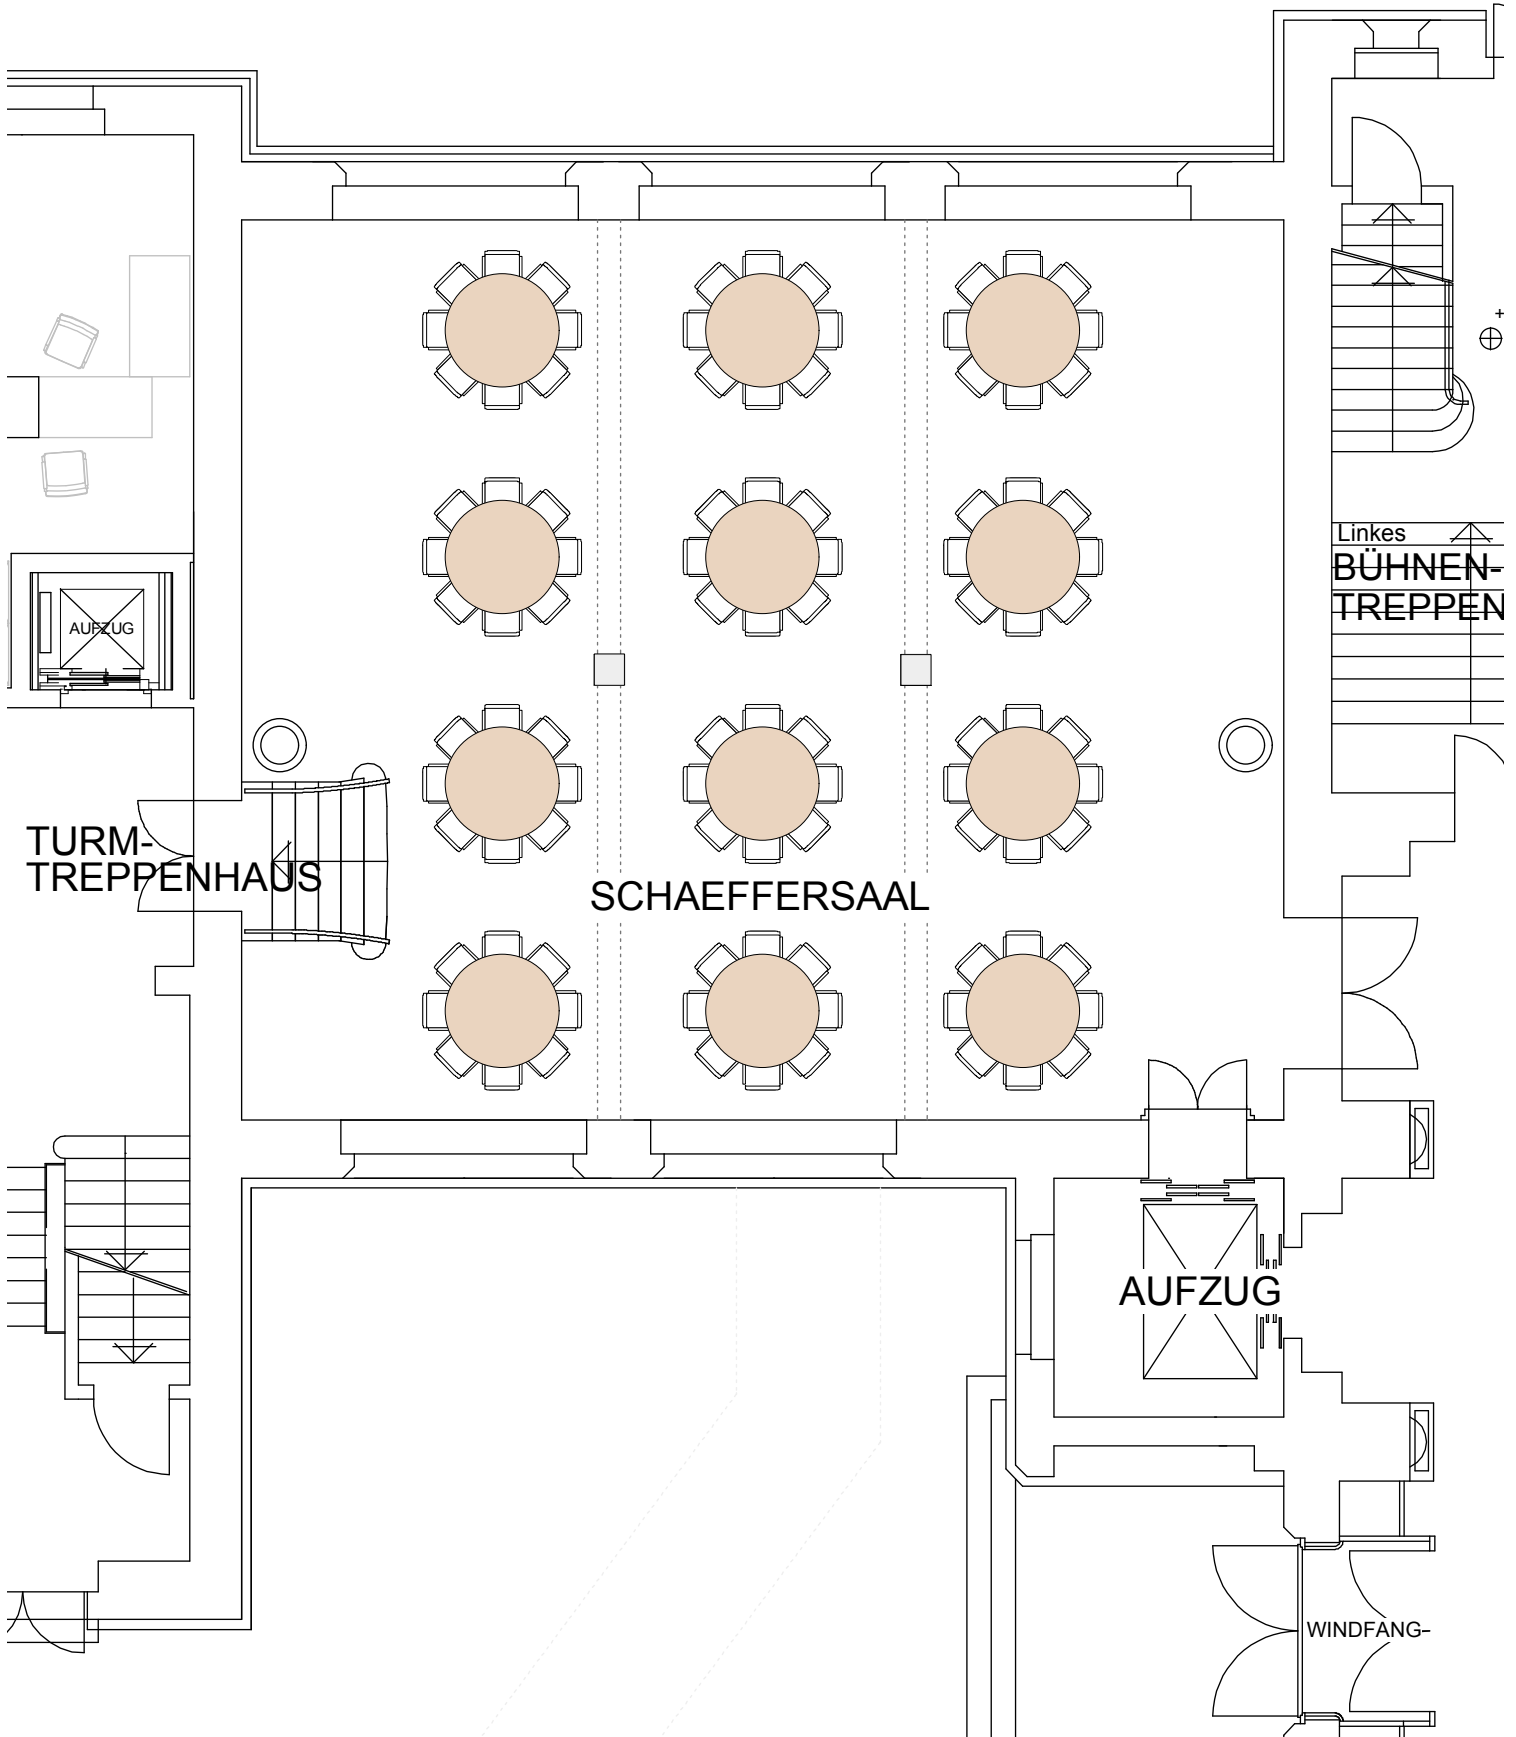 Linkes
BÜHNEN-
TREPPEN
AUFZUG
TURM-
TREPPENHAUS
SCHAEFFERSAAL
AUFZUG
WINDFANG-